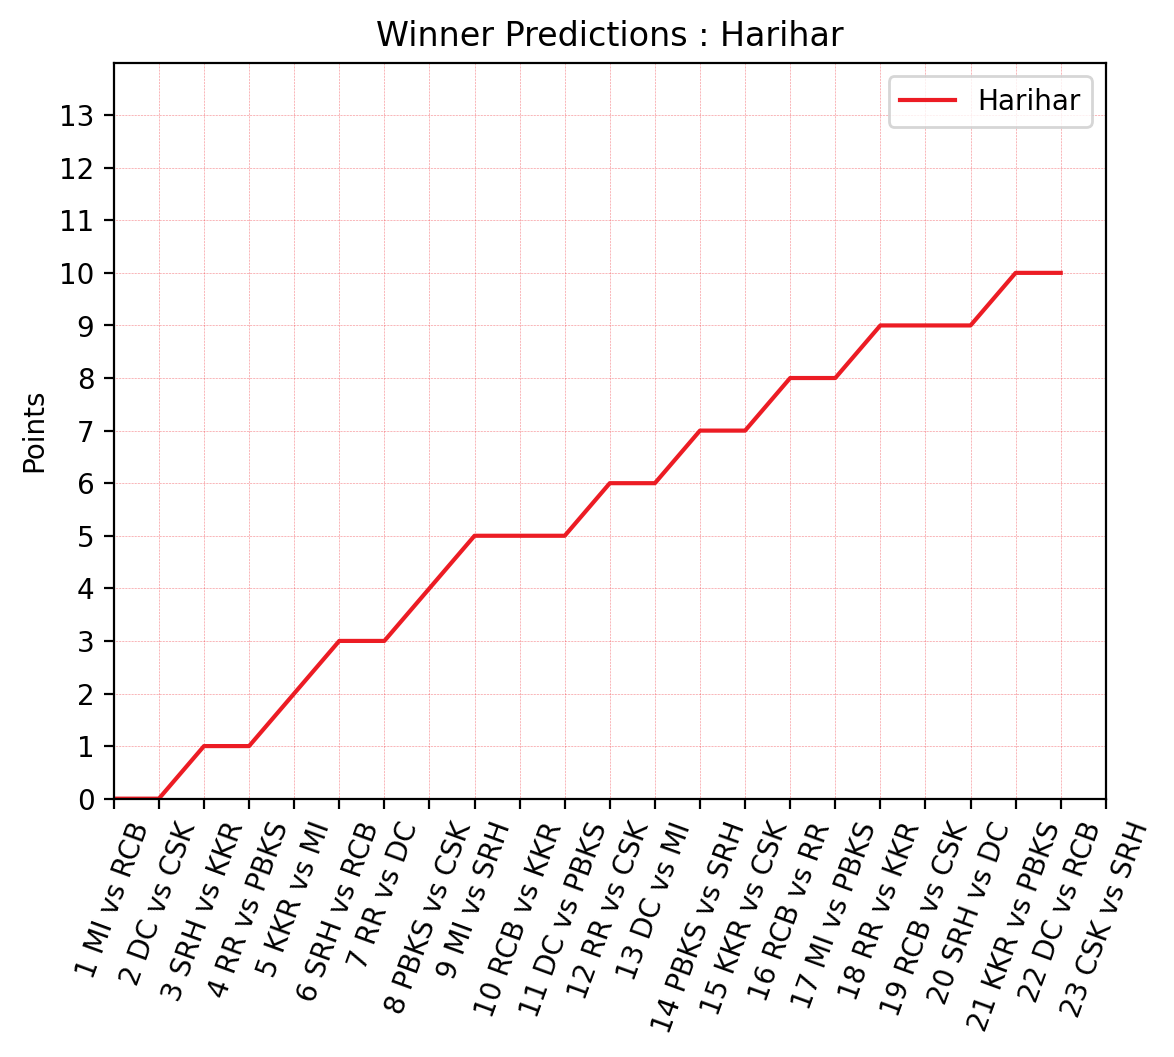 Winner Predictions : Harihar
Harihar
13
12
11
10
9
8
7
6
5
4
3
2
1
0
Points
1 MI vs RCB
2 DC vs CSK
3 SRH vs KKR
4 RR vs PBKS
5 KKR vs MI
6 SRH vs RCB
7 RR vs DC
8 PBKS vs CSK
9 MI vs SRH
10 RCB vs KKR
11 DC vs PBKS
12 RR vs CSK
13 DC vs MI
14 PBKS vs SRH
15 KKR vs CSK
16 RCB vs RR
17 MI vs PBKS
18 RR vs KKR
19 RCB vs CSK
20 SRH vs DC
21 KKR vs PBKS
22 DC vs RCB
23 CSK vs SRH